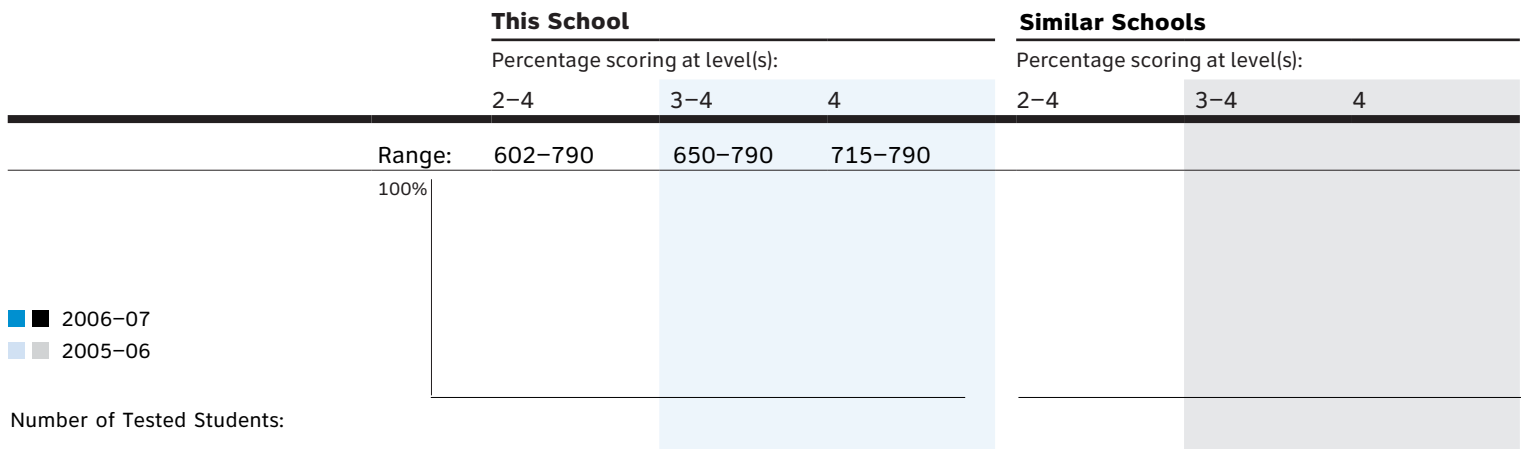 This School Similar Schools
Percentage scoring at level(s): Percentage scoring at level(s):
2–4 3–4 4 2–4 3–4 4
Range: 602–790 650–790 715–790
100%
2006–07
2005–06
Number of Tested Students: